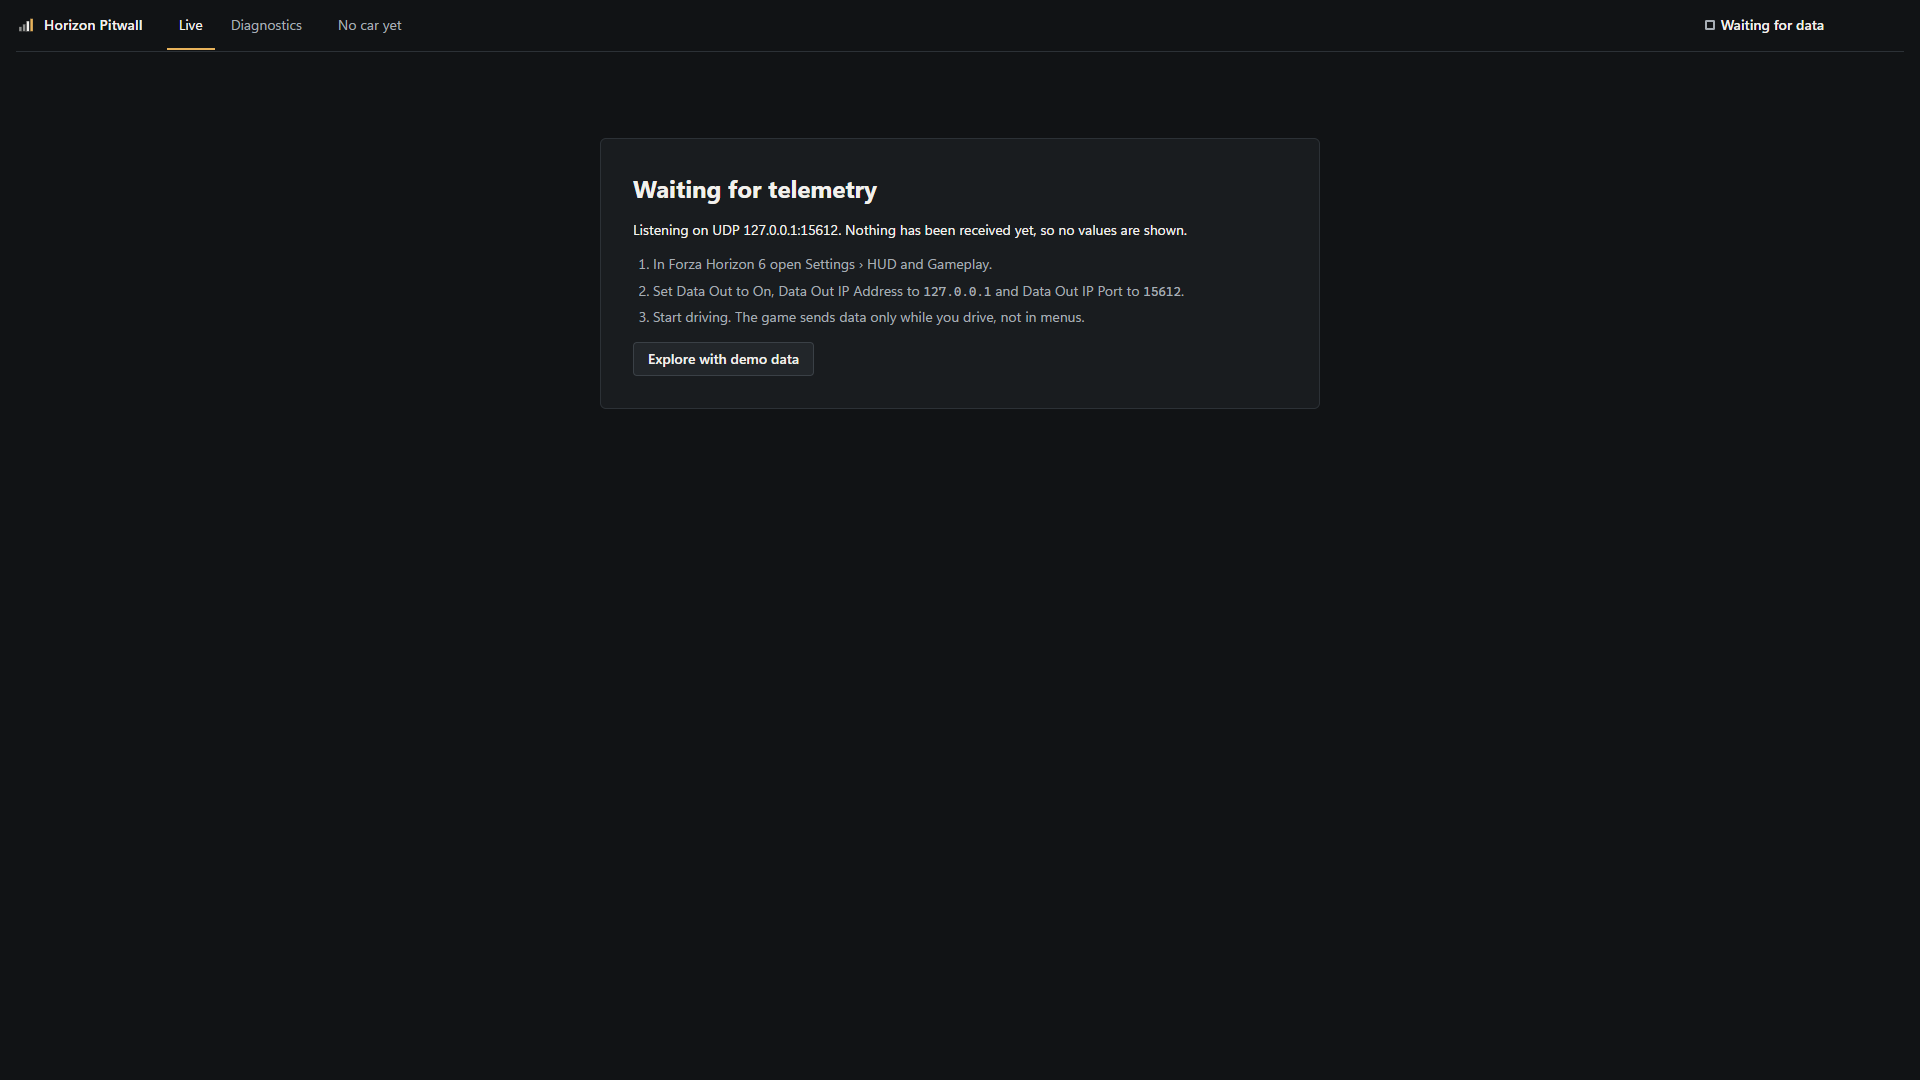 Horizon Pitwall
Live
Diagnostics
No car yet
Waiting for data
Waiting for telemetry
Listening on UDP 127.0.0.1:15612. Nothing has been received yet, so no values are shown.
1. In Forza Horizon 6 open Settings › HUD and Gameplay.
2. Set Data Out to On, Data Out IP Address to 127.0.0.1 and Data Out IP Port to 15612.
3. Start driving. The game sends data only while you drive, not in menus.
Explore with demo data